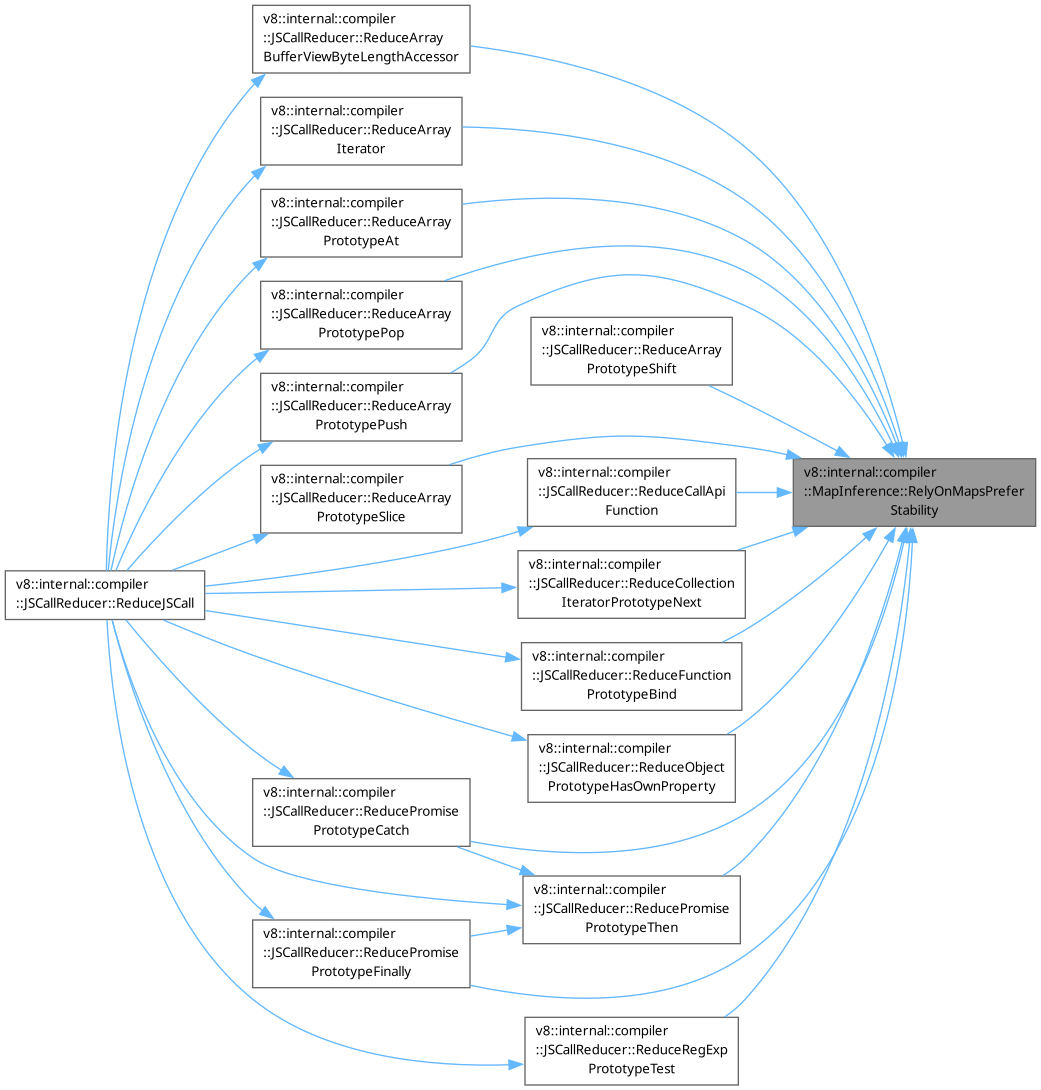 v8::internal::compiler
::JSCallReducer::ReduceArray
BufferViewByteLengthAccessor
v8::internal::compiler
::JSCallReducer::ReduceArray
Iterator
v8::internal::compiler
::JSCallReducer::ReduceArray
PrototypeAt
v8::internal::compiler
::JSCallReducer::ReduceArray
PrototypePop
v8::internal::compiler
::JSCallReducer::ReduceArray
PrototypeShift
v8::internal::compiler
::JSCallReducer::ReduceArray
PrototypePush
v8::internal::compiler
::JSCallReducer::ReduceArray
PrototypeSlice
v8::internal::compiler
::JSCallReducer::ReduceCallApi
Function
v8::internal::compiler
::MapInference::RelyOnMapsPrefer
Stability
v8::internal::compiler
::JSCallReducer::ReduceJSCall
v8::internal::compiler
::JSCallReducer::ReduceCollection
IteratorPrototypeNext
v8::internal::compiler
::JSCallReducer::ReduceFunction
PrototypeBind
v8::internal::compiler
::JSCallReducer::ReduceObject
PrototypeHasOwnProperty
v8::internal::compiler
::JSCallReducer::ReducePromise
PrototypeCatch
v8::internal::compiler
::JSCallReducer::ReducePromise
PrototypeThen
v8::internal::compiler
::JSCallReducer::ReducePromise
PrototypeFinally
v8::internal::compiler
::JSCallReducer::ReduceRegExp
PrototypeTest